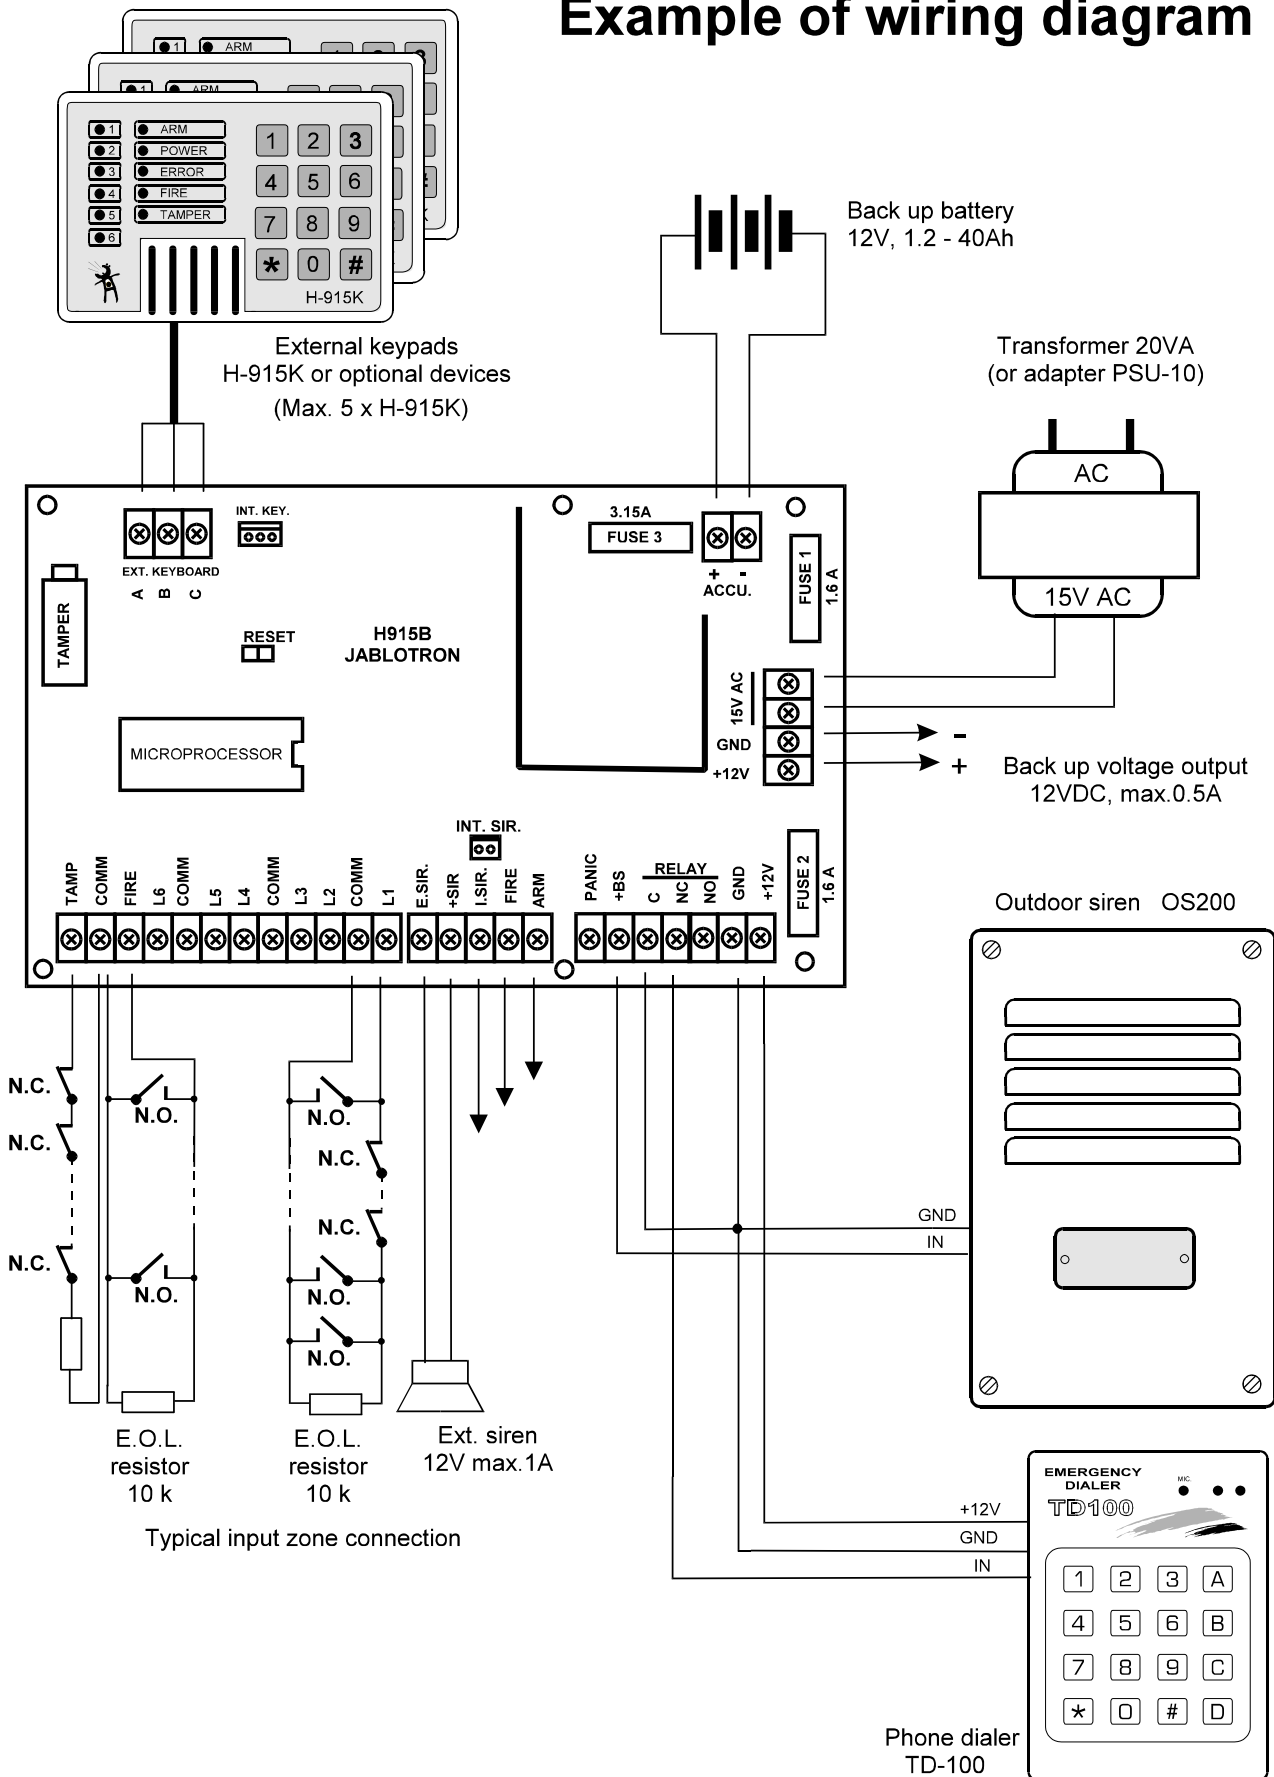 Example of wiring diagram
1 ARM
1 ARM
1 ARM
2 POWER
3 ERROR
4 FIRE
5 TAMPER
6
1 2 3
4 5 6
7 8 9
* 0 #
H-915K
External keypads
H-915K or optional devices
(Max. 5 x H-915K)
Back up battery
12V, 1.2 - 40Ah
Transformer 20VA
(or adapter PSU-10)
AC
15V AC
INT. KEY.
EXT. KEYBOARD
A B C
TAMPER
RESET
H915B
JABLOTRON
MICROPROCESSOR
3.15A
FUSE 3
+ -
ACCU.
FUSE 1
1.6 A
15V AC
GND
+12V
-
+
Back up voltage output
12VDC, max.0.5A
INT. SIR.
TAMP COMM FIRE L6 COMM L5 L4 COMM L3 L2 COMM L1
E.SIR. +SIR I.SIR. FIRE ARM
RELAY
PANIC +BS C NC NO GND +12V
FUSE 2
1.6 A
Outdoor siren OS200
N.C.
N.O.
N.C.
N.C.
N.O.
N.O.
N.C.
N.C.
N.O.
N.O.
GND
IN
E.O.L.
resistor
10 k
E.O.L.
resistor
10 k
Ext. siren
12V max.1A
Typical input zone connection
EMERGENCY
DIALER
TD100
MIC.
+12V
GND
IN
1 2 3 A
4 5 6 B
7 8 9 C
* 0 # D
Phone dialer
TD-100